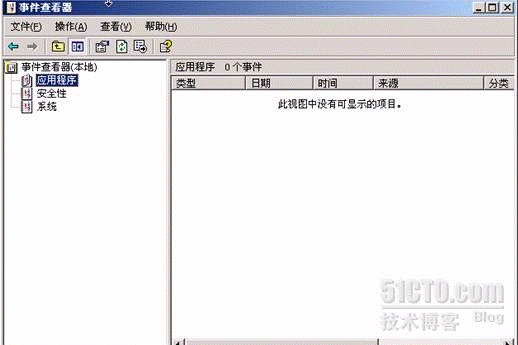 事件查看器
文件(F) 操作(A) 查看(V) 帮助(H)
事件查看器(本地)
应用程序
安全性
系统
应用程序 0 个事件
类型 日期 时间 来源 分类
此视图中没有可显示的项目。
51CTO.com
技术博客 Blog